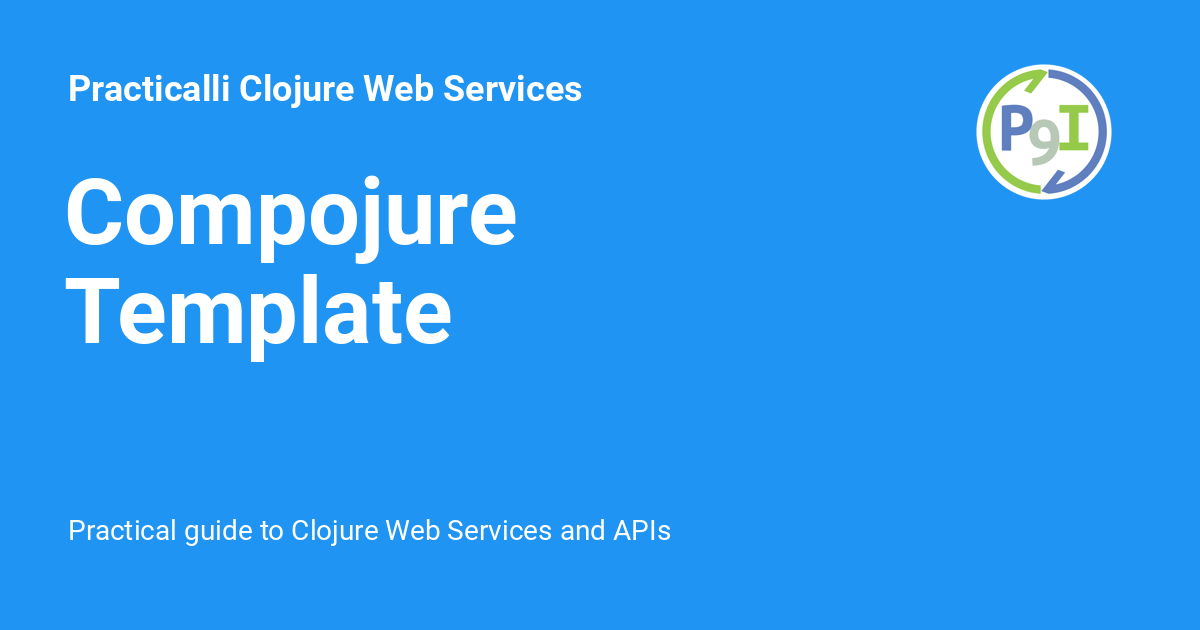 Practicalli Clojure Web Services
P9I
Compojure
Template
Practical guide to Clojure Web Services and APIs